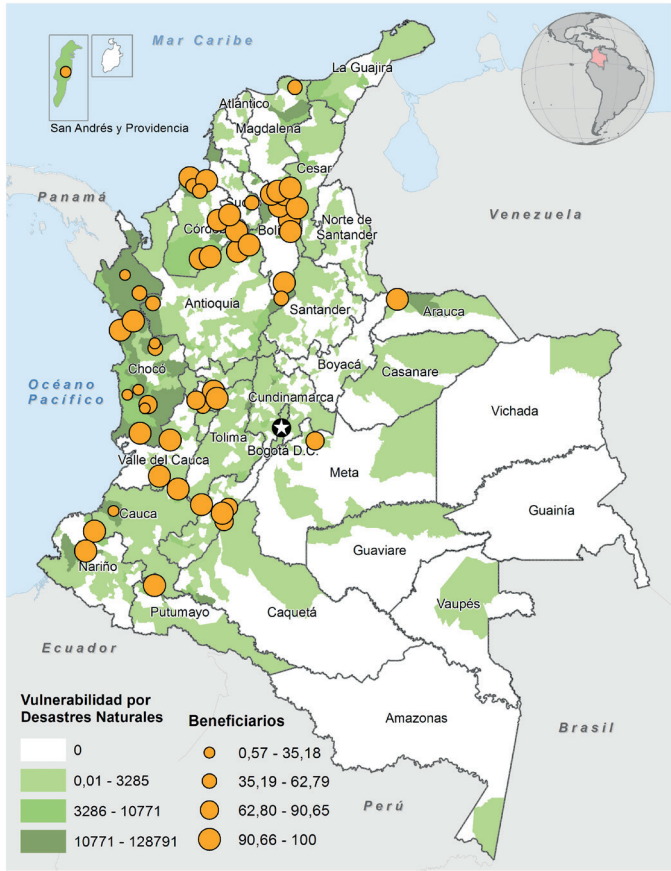 Mar Caribe
La Guajira
Atlántico
San Andrés y Providencia
Magdalena
Cesar
Panamá
Venezuela
Norte de
Santander
Antioquia
Santander
Arauca
Boyacá
Chocó
Casanare
Océano
Pacífico
Cundinamarca
Vichada
Tolima
Bogotá D.C.
Valle del Cauca
Meta
Guainía
Cauca
Guaviare
Nariño
Vaupés
Putumayo
Caquetá
Ecuador
Amazonas
Brasil
Perú
Vulnerabilidad por
Desastres Naturales
0
0,01 - 3285
3286 - 10771
10771 - 128791
Beneficiarios
0,57 - 35,18
35,19 - 62,79
62,80 - 90,65
90,66 - 100